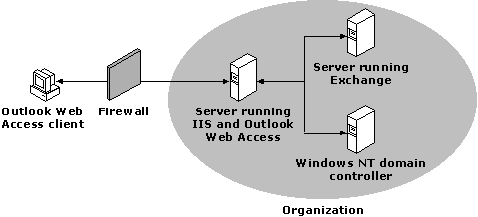 Outlook Web
Access client
Firewall
Server running
IIS and Outlook
Web Access
Server running
Exchange
Windows NT domain
controller
Organization